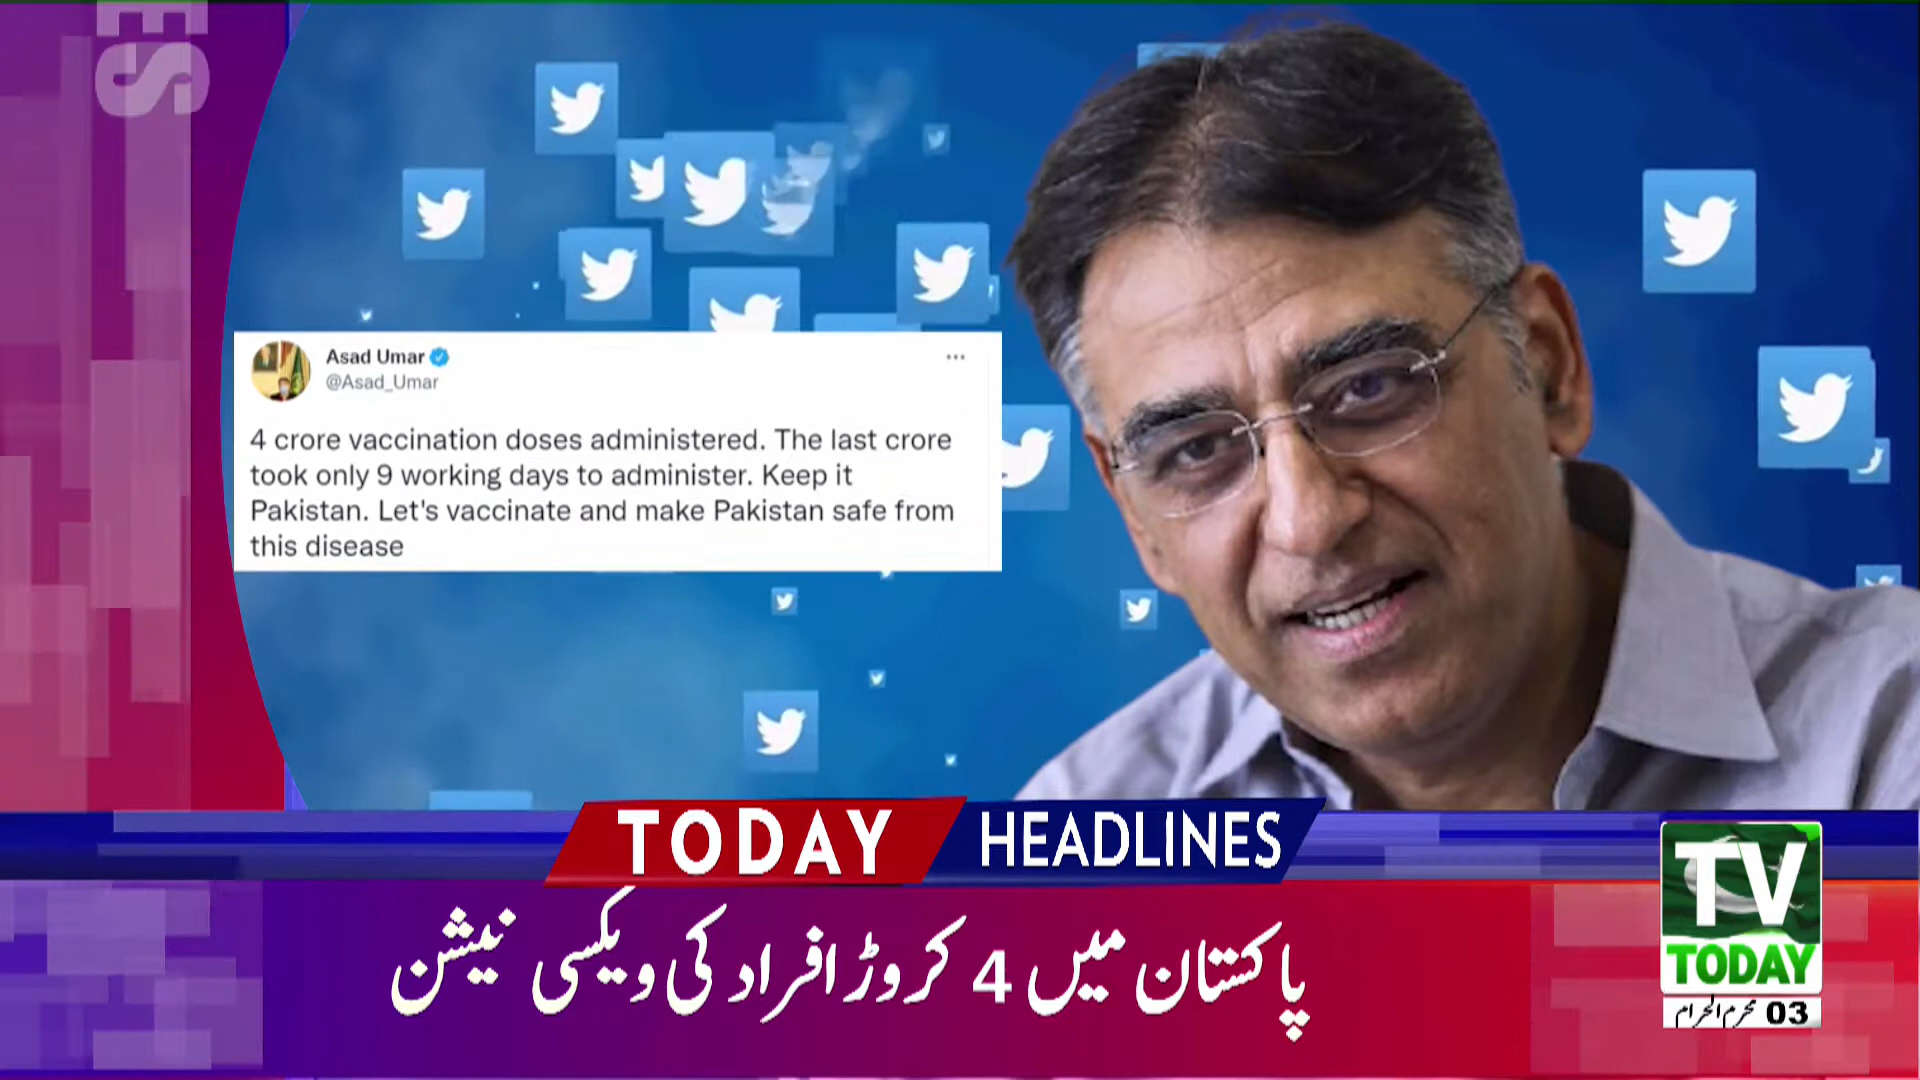 ES
Asad Umar
@Asad_Umar
4 crore vaccination doses administered. The last crore
took only 9 working days to administer. Keep it
Pakistan. Let's vaccinate and make Pakistan safe from
this disease
TODAY HEADLINES
پاکستان میں 4 کروڑ افراد کی ویکسی نیشن
TV
TODAY
03 محرم الحرام